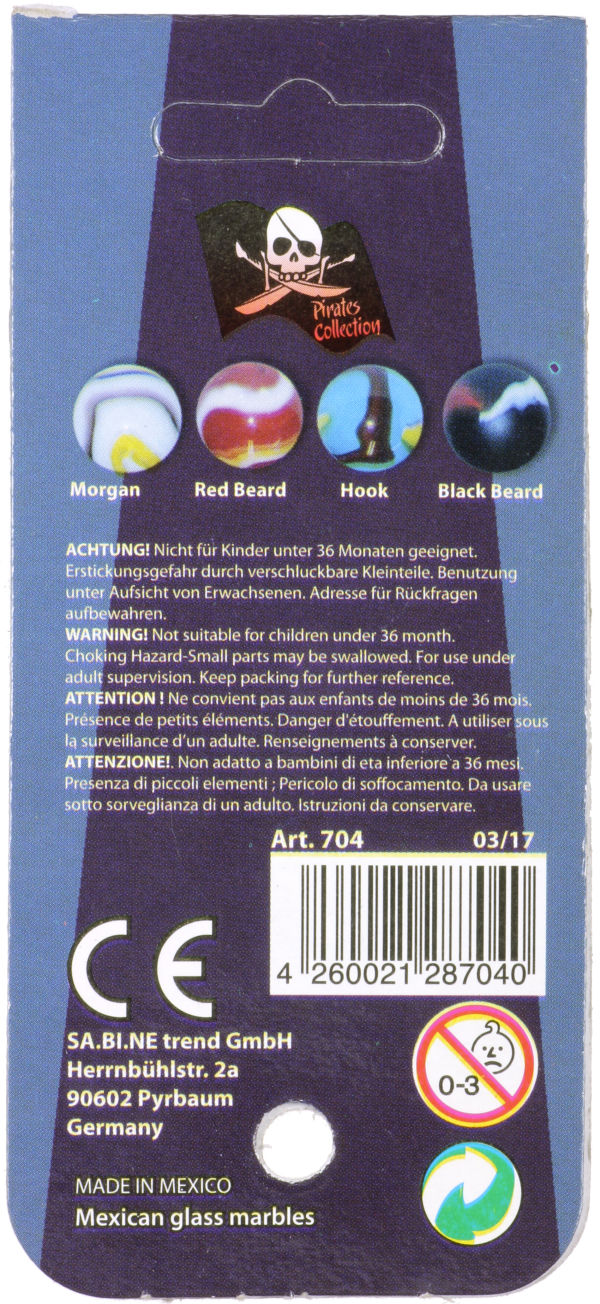 Pirates
Collection
Morgan Red Beard Hook Black Beard
ACHTUNG! Nicht für Kinder unter 36 Monaten geeignet.
Erstickungsgefahr durch verschluckbare Kleinteile. Benutzung
unter Aufsicht von Erwachsenen. Adresse für Rückfragen
aufbewahren.
WARNING! Not suitable for children under 36 month.
Choking Hazard-Small parts may be swallowed. For use under
adult supervision. Keep packing for further reference.
ATTENTION ! Ne convient pas aux enfants de moins de 36 mois.
Présence de petits éléments. Danger d'étouffement. A utiliser sous
la surveillance d'un adulte. Renseignements à conserver.
ATTENZIONE!. Non adatto a bambini di eta inferiore a 36 mesi.
Presenza di piccoli elementi ; Pericolo di soffocamento. Da usare
sotto sorveglianza di un adulto. Istruzioni da conservare.
Art. 704 03/17
4 260021 287040
CE
SA.BI.NE trend GmbH
Herrnbühlstr. 2a
90602 Pyrbaum
Germany
0-3
MADE IN MEXICO
Mexican glass marbles